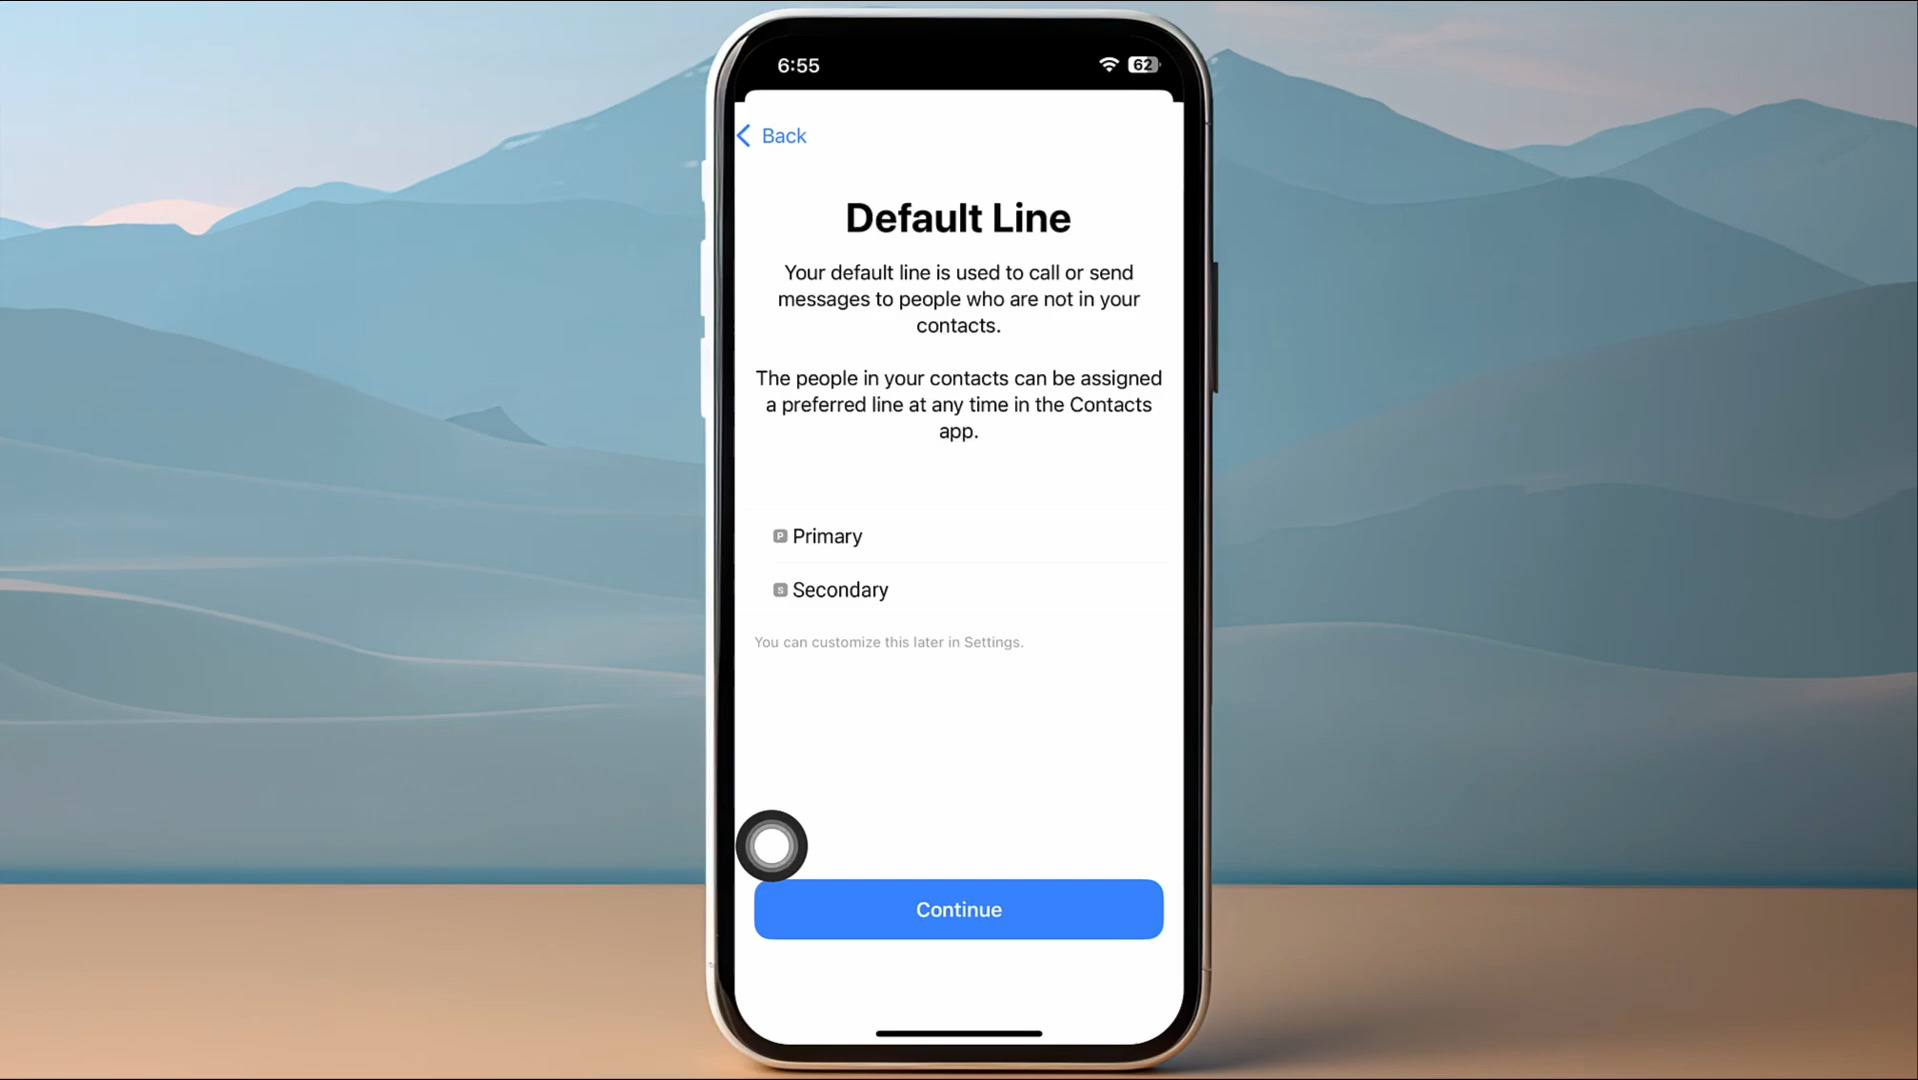 6:55
62
Back
Default Line
Your default line is used to call or send
messages to people who are not in your
contacts.
The people in your contacts can be assigned
a preferred line at any time in the Contacts
app.
P Primary
S Secondary
You can customize this later in Settings.
Continue